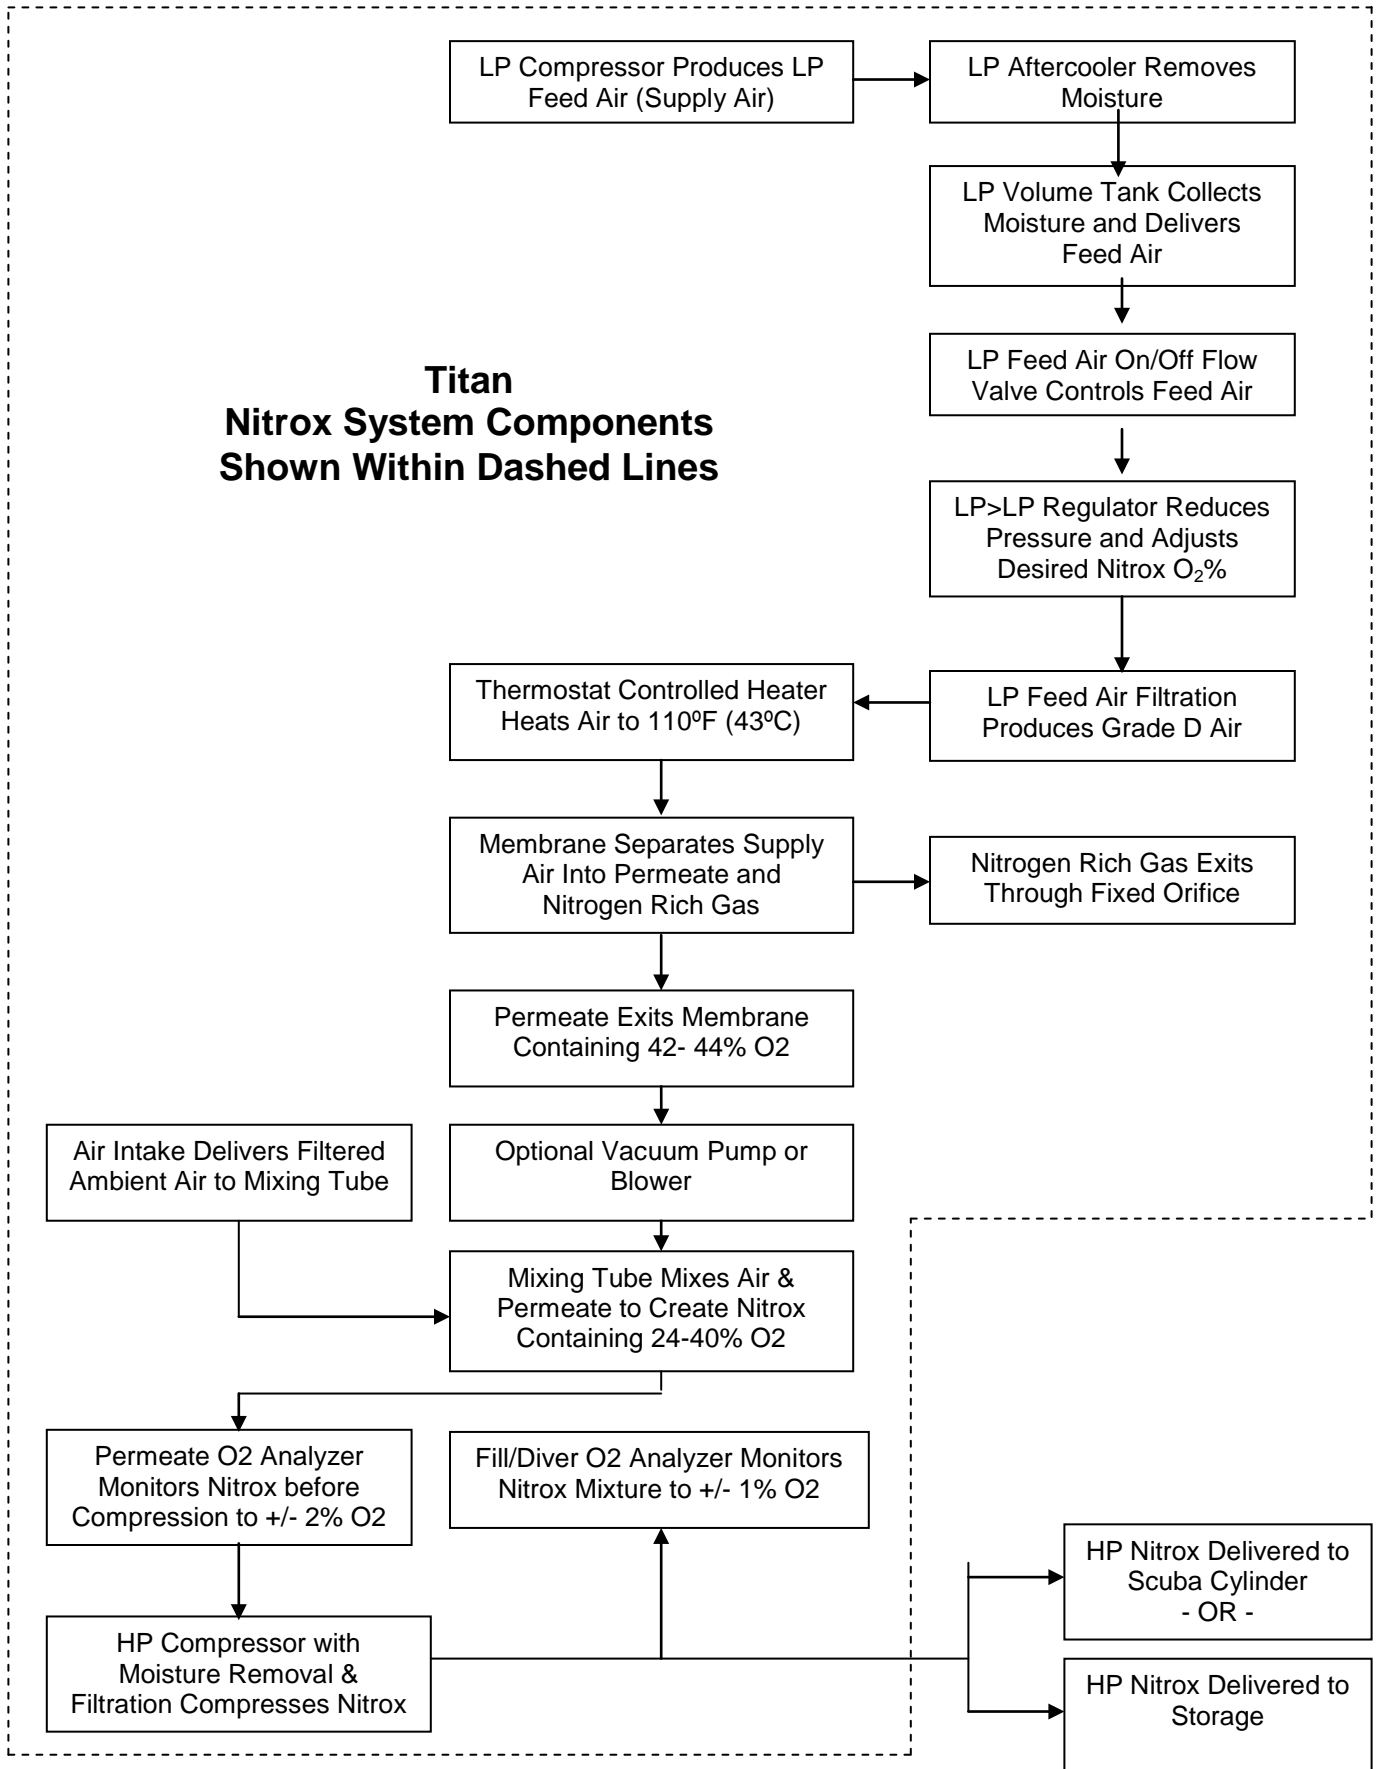 LP Compressor Produces LP
Feed Air (Supply Air)
LP Aftercooler Removes
Moisture
LP Volume Tank Collects
Moisture and Delivers
Feed Air
LP Feed Air On/Off Flow
Valve Controls Feed Air
Titan
Nitrox System Components
Shown Within Dashed Lines
LP>LP Regulator Reduces
Pressure and Adjusts
Desired Nitrox O₂%
LP Feed Air Filtration
Produces Grade D Air
Thermostat Controlled Heater
Heats Air to 110ºF (43ºC)
Membrane Separates Supply
Air Into Permeate and
Nitrogen Rich Gas
Nitrogen Rich Gas Exits
Through Fixed Orifice
Permeate Exits Membrane
Containing 42- 44% O2
Air Intake Delivers Filtered
Ambient Air to Mixing Tube
Optional Vacuum Pump or
Blower
Mixing Tube Mixes Air &
Permeate to Create Nitrox
Containing 24-40% O2
Permeate O2 Analyzer
Monitors Nitrox before
Compression to +/- 2% O2
Fill/Diver O2 Analyzer Monitors
Nitrox Mixture to +/- 1% O2
HP Compressor with
Moisture Removal &
Filtration Compresses Nitrox
HP Nitrox Delivered to
Scuba Cylinder
- OR -
HP Nitrox Delivered to
Storage